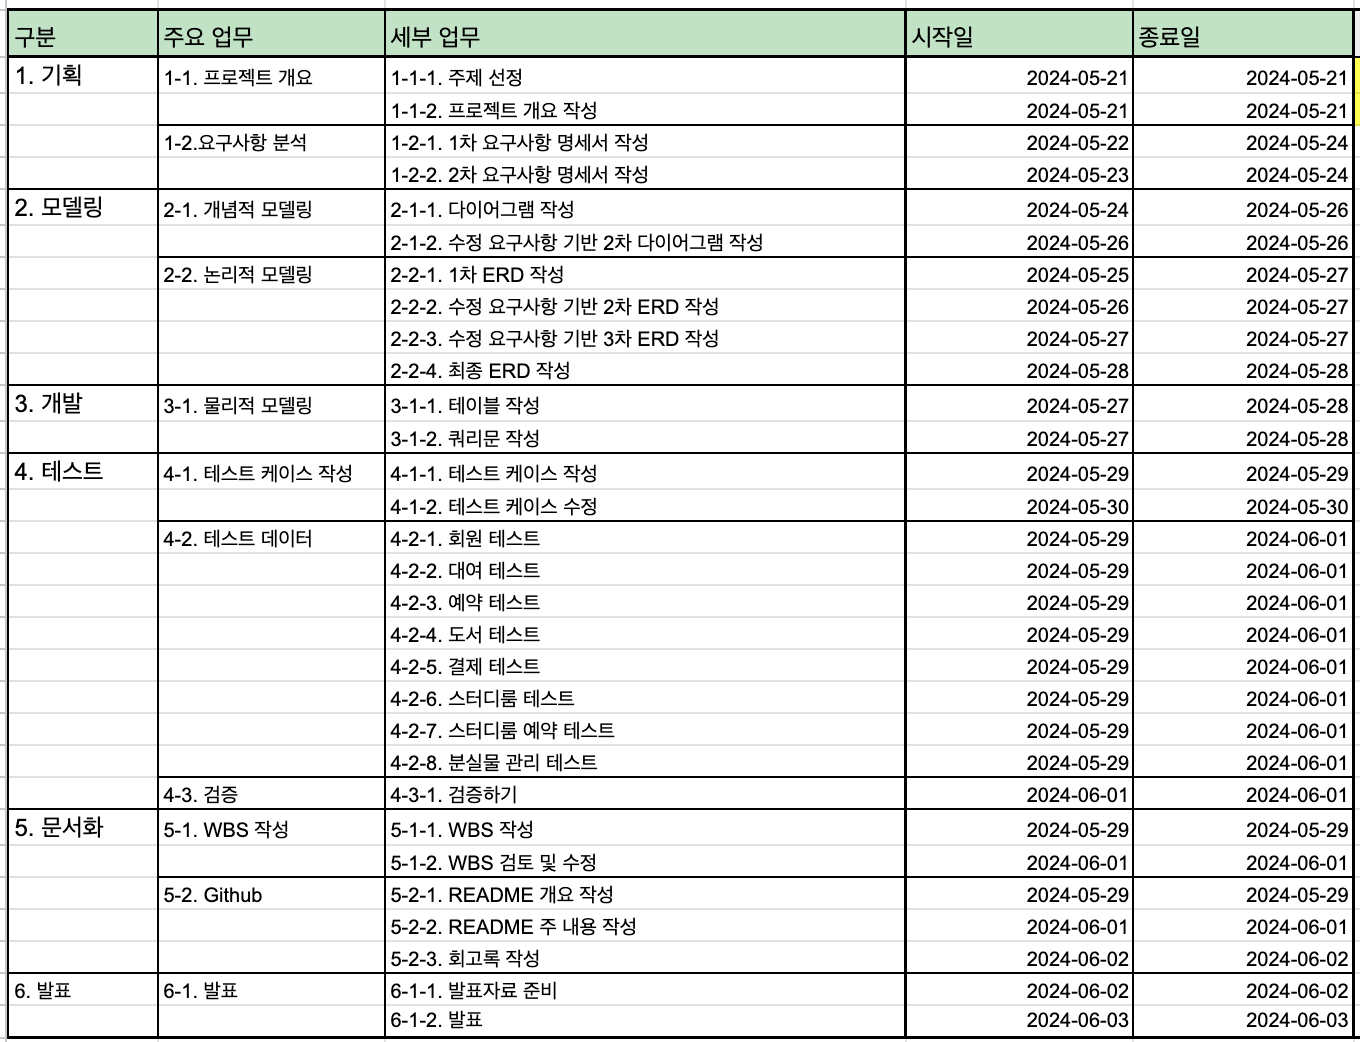 구분 주요 업무 세부 업무 시작일 종료일
1. 기획 1-1. 프로젝트 개요 1-1-1. 주제 선정 2024-05-21 2024-05-21
1-1-2. 프로젝트 개요 작성 2024-05-21 2024-05-21
1-2.요구사항 분석 1-2-1. 1차 요구사항 명세서 작성 2024-05-22 2024-05-24
1-2-2. 2차 요구사항 명세서 작성 2024-05-23 2024-05-24
2. 모델링 2-1. 개념적 모델링 2-1-1. 다이어그램 작성 2024-05-24 2024-05-26
2-1-2. 수정 요구사항 기반 2차 다이어그램 작성 2024-05-26 2024-05-26
2-2. 논리적 모델링 2-2-1. 1차 ERD 작성 2024-05-25 2024-05-27
2-2-2. 수정 요구사항 기반 2차 ERD 작성 2024-05-26 2024-05-27
2-2-3. 수정 요구사항 기반 3차 ERD 작성 2024-05-27 2024-05-27
2-2-4. 최종 ERD 작성 2024-05-28 2024-05-28
3. 개발 3-1. 물리적 모델링 3-1-1. 테이블 작성 2024-05-27 2024-05-28
3-1-2. 쿼리문 작성 2024-05-27 2024-05-28
4. 테스트 4-1. 테스트 케이스 작성 4-1-1. 테스트 케이스 작성 2024-05-29 2024-05-29
4-1-2. 테스트 케이스 수정 2024-05-30 2024-05-30
4-2. 테스트 데이터 4-2-1. 회원 테스트 2024-05-29 2024-06-01
4-2-2. 대여 테스트 2024-05-29 2024-06-01
4-2-3. 예약 테스트 2024-05-29 2024-06-01
4-2-4. 도서 테스트 2024-05-29 2024-06-01
4-2-5. 결제 테스트 2024-05-29 2024-06-01
4-2-6. 스터디룸 테스트 2024-05-29 2024-06-01
4-2-7. 스터디룸 예약 테스트 2024-05-29 2024-06-01
4-2-8. 분실물 관리 테스트 2024-05-29 2024-06-01
4-3. 검증 4-3-1. 검증하기 2024-06-01 2024-06-01
5. 문서화 5-1. WBS 작성 5-1-1. WBS 작성 2024-05-29 2024-05-29
5-1-2. WBS 검토 및 수정 2024-06-01 2024-06-01
5-2. Github 5-2-1. README 개요 작성 2024-05-29 2024-05-29
5-2-2. README 주 내용 작성 2024-06-01 2024-06-01
5-2-3. 회고록 작성 2024-06-02 2024-06-02
6. 발표 6-1. 발표 6-1-1. 발표자료 준비 2024-06-02 2024-06-02
6-1-2. 발표 2024-06-03 2024-06-03